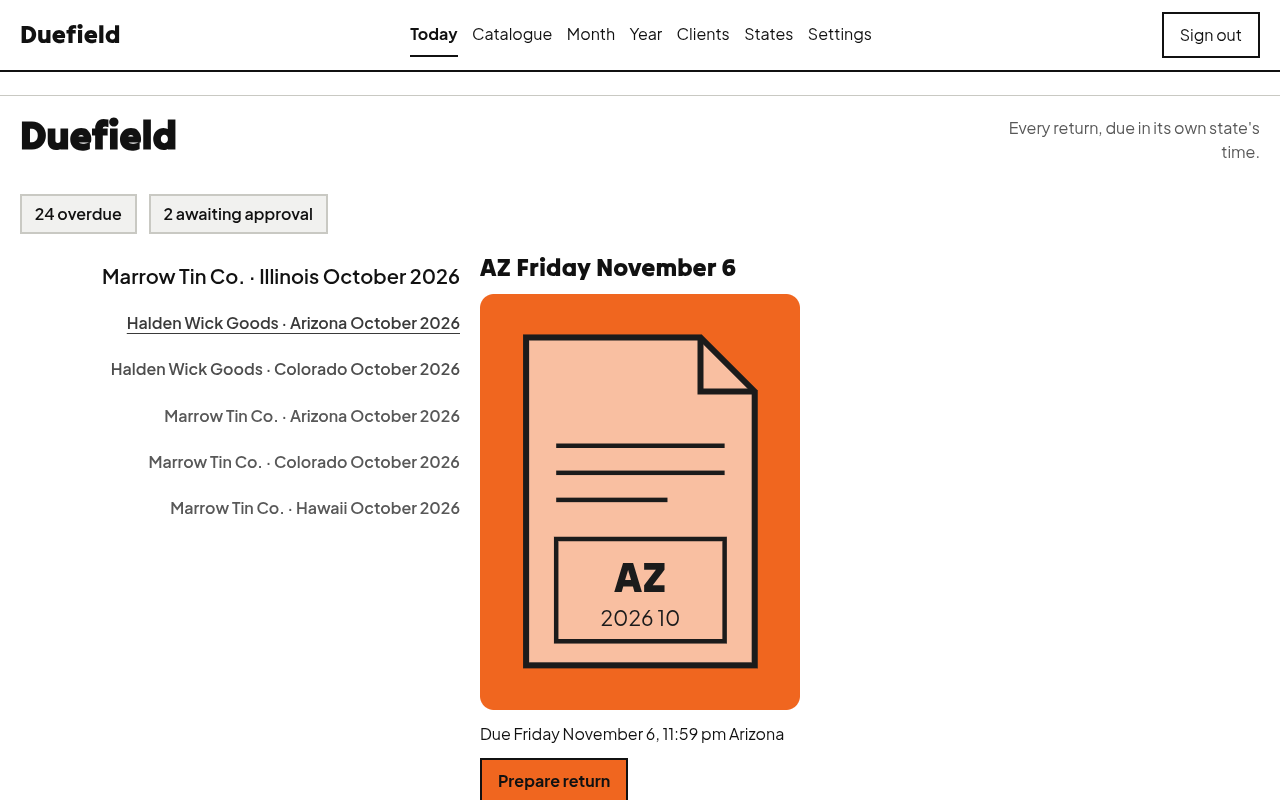 Duefield
Today Catalogue Month Year Clients States Settings
Sign out
Duefield
Every return, due in its own state's
time.
24 overdue
2 awaiting approval
Marrow Tin Co. · Illinois October 2026
Halden Wick Goods · Arizona October 2026
Halden Wick Goods · Colorado October 2026
Marrow Tin Co. · Arizona October 2026
Marrow Tin Co. · Colorado October 2026
Marrow Tin Co. · Hawaii October 2026
AZ Friday November 6
AZ
2026 10
Due Friday November 6, 11:59 pm Arizona
Prepare return